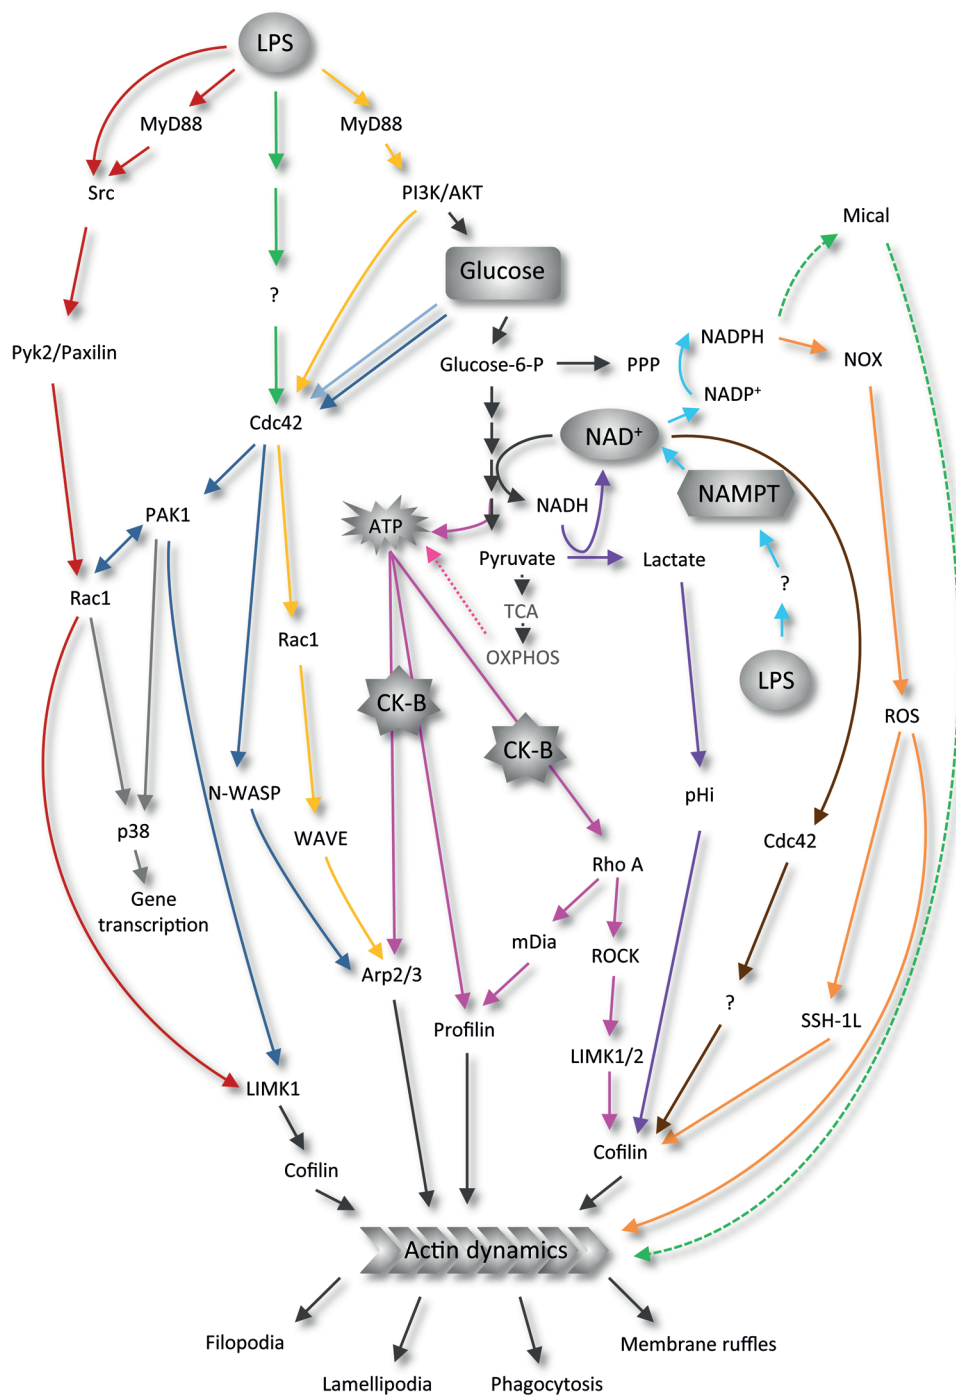 LPS
MyD88
MyD88
Src
PI3K/AKT
Mical
Glucose
?
NADPH
Pyk2/Paxilin
Glucose-6-P
PPP
NOX
NADP⁺
Cdc42
NAD⁺
NAMPT
NADH
PAK1
ATP
Pyruvate
Lactate
?
Rac1
TCA
Rac1
OXPHOS
LPS
CK-B
ROS
CK-B
N-WASP
pHi
p38
WAVE
Cdc42
Rho A
Gene
transcription
mDia
ROCK
Arp2/3
?
Profilin
SSH-1L
LIMK1/2
LIMK1
Cofilin
Cofilin
Actin dynamics
Filopodia
Membrane ruffles
Lamellipodia
Phagocytosis